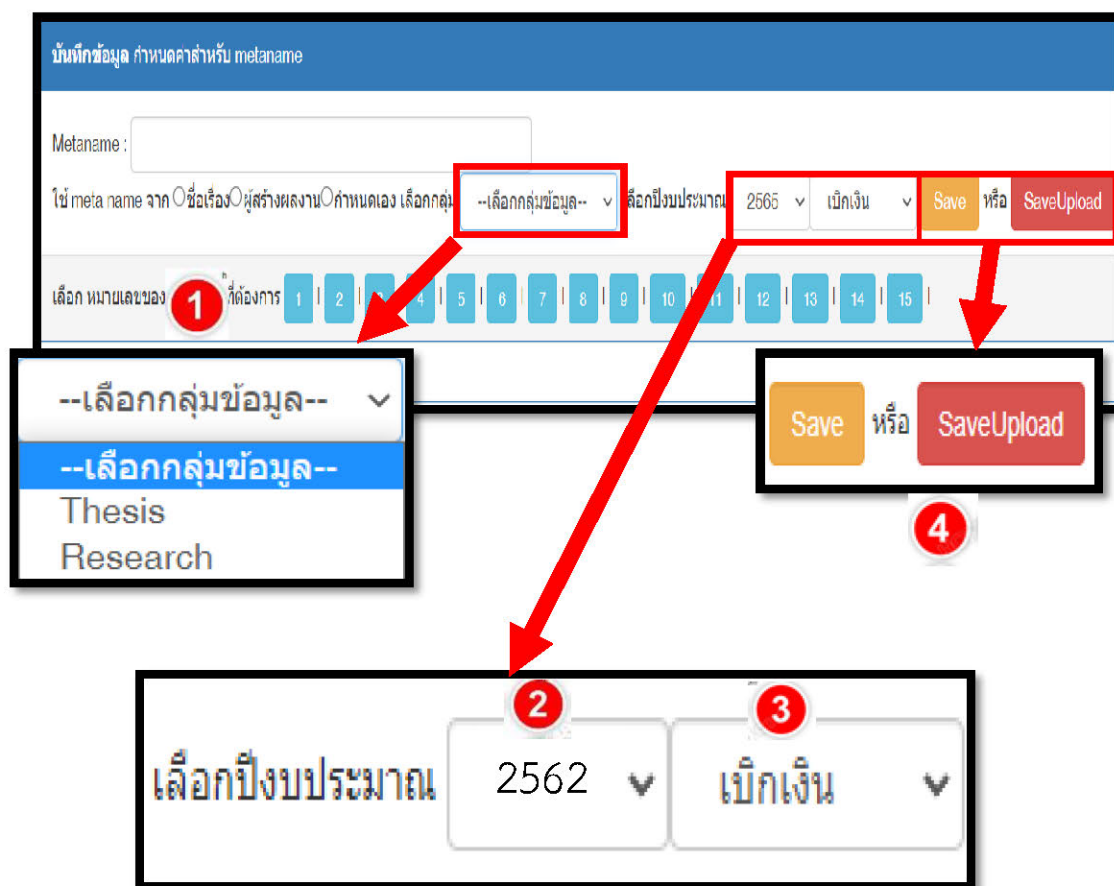 บันทึกข้อมูล กำหนดค่าสำหรับ metaname
Metaname :
ใช้ meta name จาก ชื่อเรื่อง ผู้สร้างผลงาน กำหนดเอง เลือกกลุ่ม --เลือกกลุ่มข้อมูล-- เลือกปีงบประมาณ 2565 เบิกเงิน Save หรือ SaveUpload
เลือก หมายเลขของ 1 ที่ต้องการ 1 | 2 | 3 | 4 | 5 | 6 | 7 | 8 | 9 | 10 | 11 | 12 | 13 | 14 | 15 |
--เลือกกลุ่มข้อมูล--
--เลือกกลุ่มข้อมูล--
Thesis
Research
Save หรือ SaveUpload
4
2 3
เลือกปีงบประมาณ 2562 เบิกเงิน